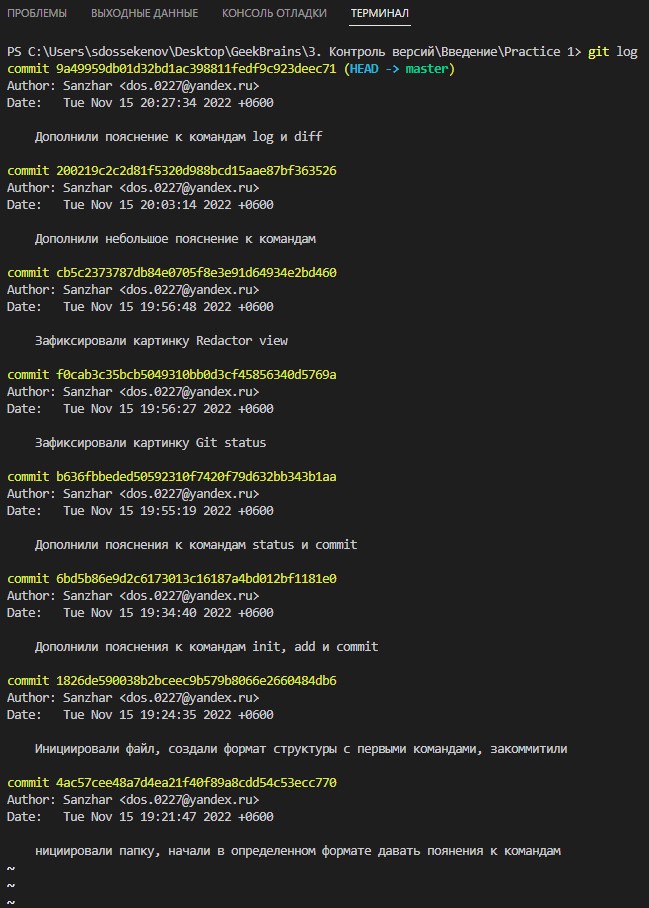 ПРОБЛЕМЫ ВЫХОДНЫЕ ДАННЫЕ КОНСОЛЬ ОТЛАДКИ ТЕРМИНАЛ
PS C:\Users\sdossekenov\Desktop\GeekBrains\3. Контроль версий\Введение\Practice 1> git log
commit 9a49959db01d32bd1ac398811fedf9c923deec71 (HEAD -> master)
Author: Sanzhar <dos.0227@yandex.ru>
Date:   Tue Nov 15 20:27:34 2022 +0600
Дополнили пояснение к командам log и diff
commit 200219c2c2d81f5320d988bcd15aae87bf363526
Author: Sanzhar <dos.0227@yandex.ru>
Date:   Tue Nov 15 20:03:14 2022 +0600
Дополнили небольшое пояснение к командам
commit cb5c2373787db84e0705f8e3e91d64934e2bd460
Author: Sanzhar <dos.0227@yandex.ru>
Date:   Tue Nov 15 19:56:48 2022 +0600
Зафиксировали картинку Redactor view
commit f0cab3c35bcb5049310bb0d3cf45856340d5769a
Author: Sanzhar <dos.0227@yandex.ru>
Date:   Tue Nov 15 19:56:27 2022 +0600
Зафиксировали картинку Git status
commit b636fbbeded50592310f7420f79d632bb343b1aa
Author: Sanzhar <dos.0227@yandex.ru>
Date:   Tue Nov 15 19:55:19 2022 +0600
Дополнили пояснения к командам status и commit
commit 6bd5b86e9d2c6173013c16187a4bd012bf1181e0
Author: Sanzhar <dos.0227@yandex.ru>
Date:   Tue Nov 15 19:34:40 2022 +0600
Дополнили пояснения к командам init, add и commit
commit 1826de590038b2bceec9b579b8066e2660484db6
Author: Sanzhar <dos.0227@yandex.ru>
Date:   Tue Nov 15 19:24:35 2022 +0600
Инициировали файл, создали формат структуры с первыми командами, закоммитили
commit 4ac57cee48a7d4ea21f40f89a8cdd54c53ecc770
Author: Sanzhar <dos.0227@yandex.ru>
Date:   Tue Nov 15 19:21:47 2022 +0600
нициировали папку, начали в определенном формате давать поянения к командам
~
~
~